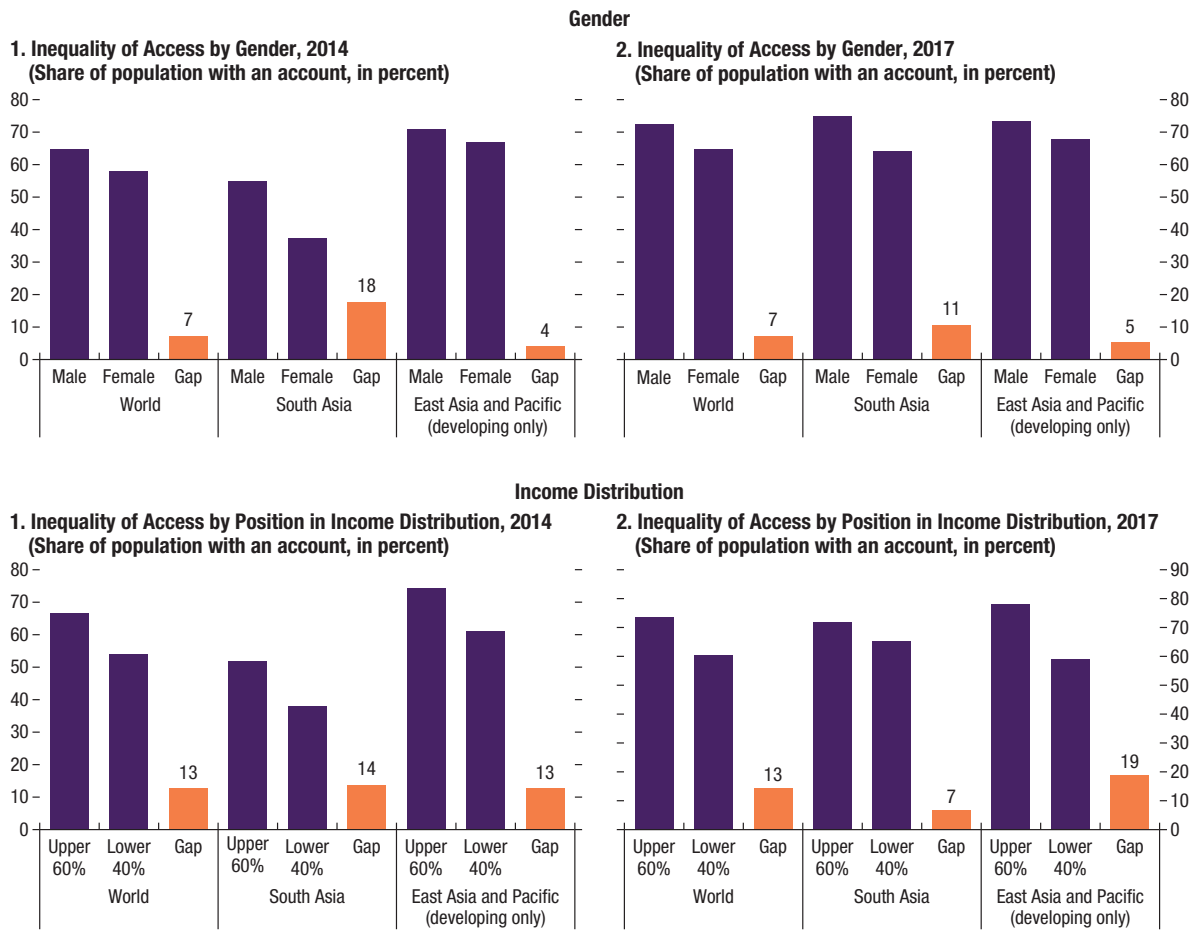 Gender
1. Inequality of Access by Gender, 2014
(Share of population with an account, in percent)
80
70
60
50
40
30
20
10
0
7
18
4
Male Female Gap Male Female Gap Male Female Gap
World South Asia East Asia and Pacific
(developing only)
2. Inequality of Access by Gender, 2017
(Share of population with an account, in percent)
80
70
60
50
40
30
20
10
0
7
11
5
Male Female Gap Male Female Gap Male Female Gap
World South Asia East Asia and Pacific
(developing only)
Income Distribution
1. Inequality of Access by Position in Income Distribution, 2014
(Share of population with an account, in percent)
80
70
60
50
40
30
20
10
0
13
14
13
Upper Lower Gap Upper Lower Gap Upper Lower Gap
60% 40% 60% 40% 60% 40%
World South Asia East Asia and Pacific
(developing only)
2. Inequality of Access by Position in Income Distribution, 2017
(Share of population with an account, in percent)
90
80
70
60
50
40
30
20
10
0
13
7
19
Upper Lower Gap Upper Lower Gap Upper Lower Gap
60% 40% 60% 40% 60% 40%
World South Asia East Asia and Pacific
(developing only)